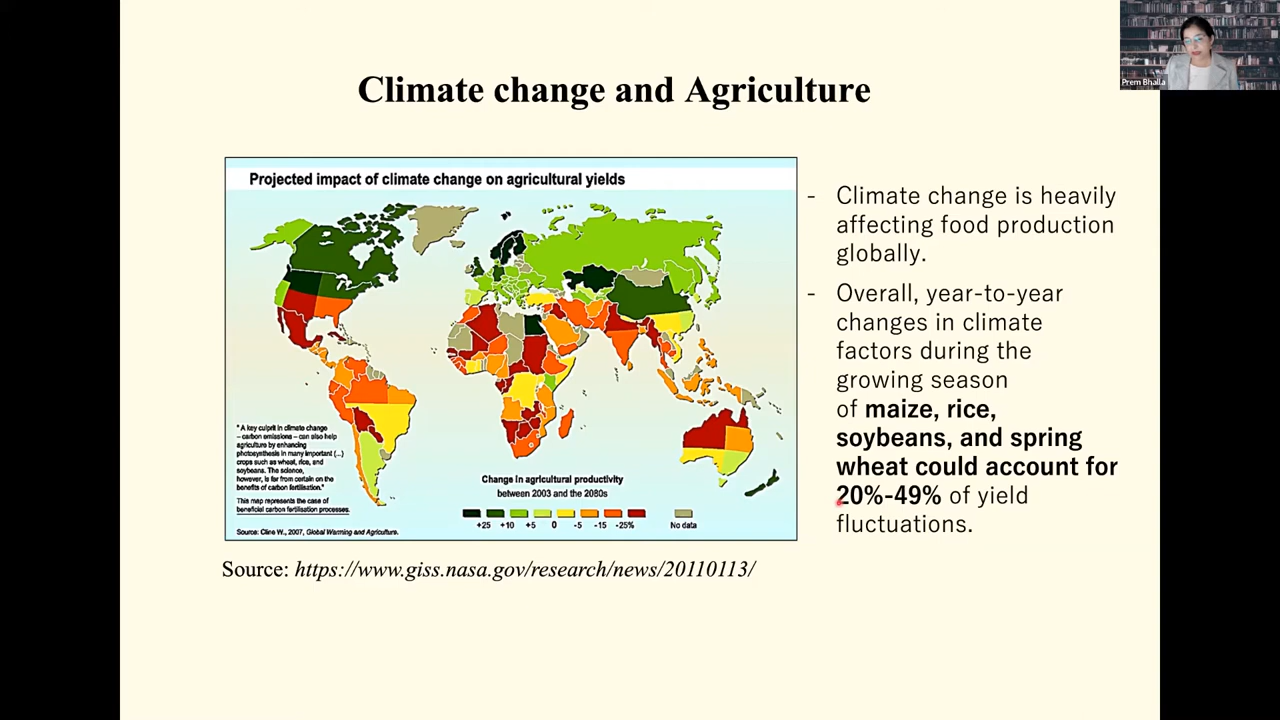 Prem Bhalla
Climate change and Agriculture
Projected impact of climate change on agricultural yields
* A key culprit in climate change
– carbon emissions – can also help
agriculture by enhancing
photosynthesis in many important (...)
crops such as wheat, rice, and
soybeans. The science,
however, is far from certain on the
benefits of carbon fertilisation."
This map represents the case of
beneficial carbon fertilisation processes.
Source: Cline W., 2007, Global Warming and Agriculture.
Change in agricultural productivity
between 2003 and the 2080s
+25 +10 +5 0 -5 -15 -25% No data
Source: https://www.giss.nasa.gov/research/news/20110113/
- Climate change is heavily
affecting food production
globally.
- Overall, year-to-year
changes in climate
factors during the
growing season
of maize, rice,
soybeans, and spring
wheat could account for
20%-49% of yield
fluctuations.